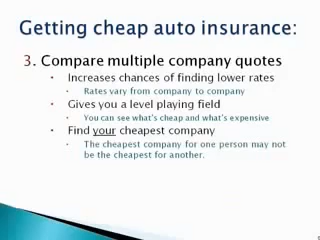 Getting cheap auto insurance:
3. Compare multiple company quotes
• Increases chances of finding lower rates
• Rates vary from company to company
• Gives you a level playing field
• You can see what's cheap and what's expensive
• Find your cheapest company
• The cheapest company for one person may not
be the cheapest for another.